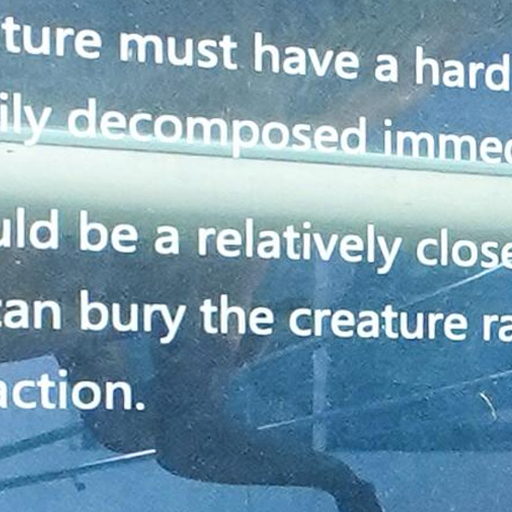 ture must have a hard
ily decomposed immed
uld be a relatively close
can bury the creature ra
action.